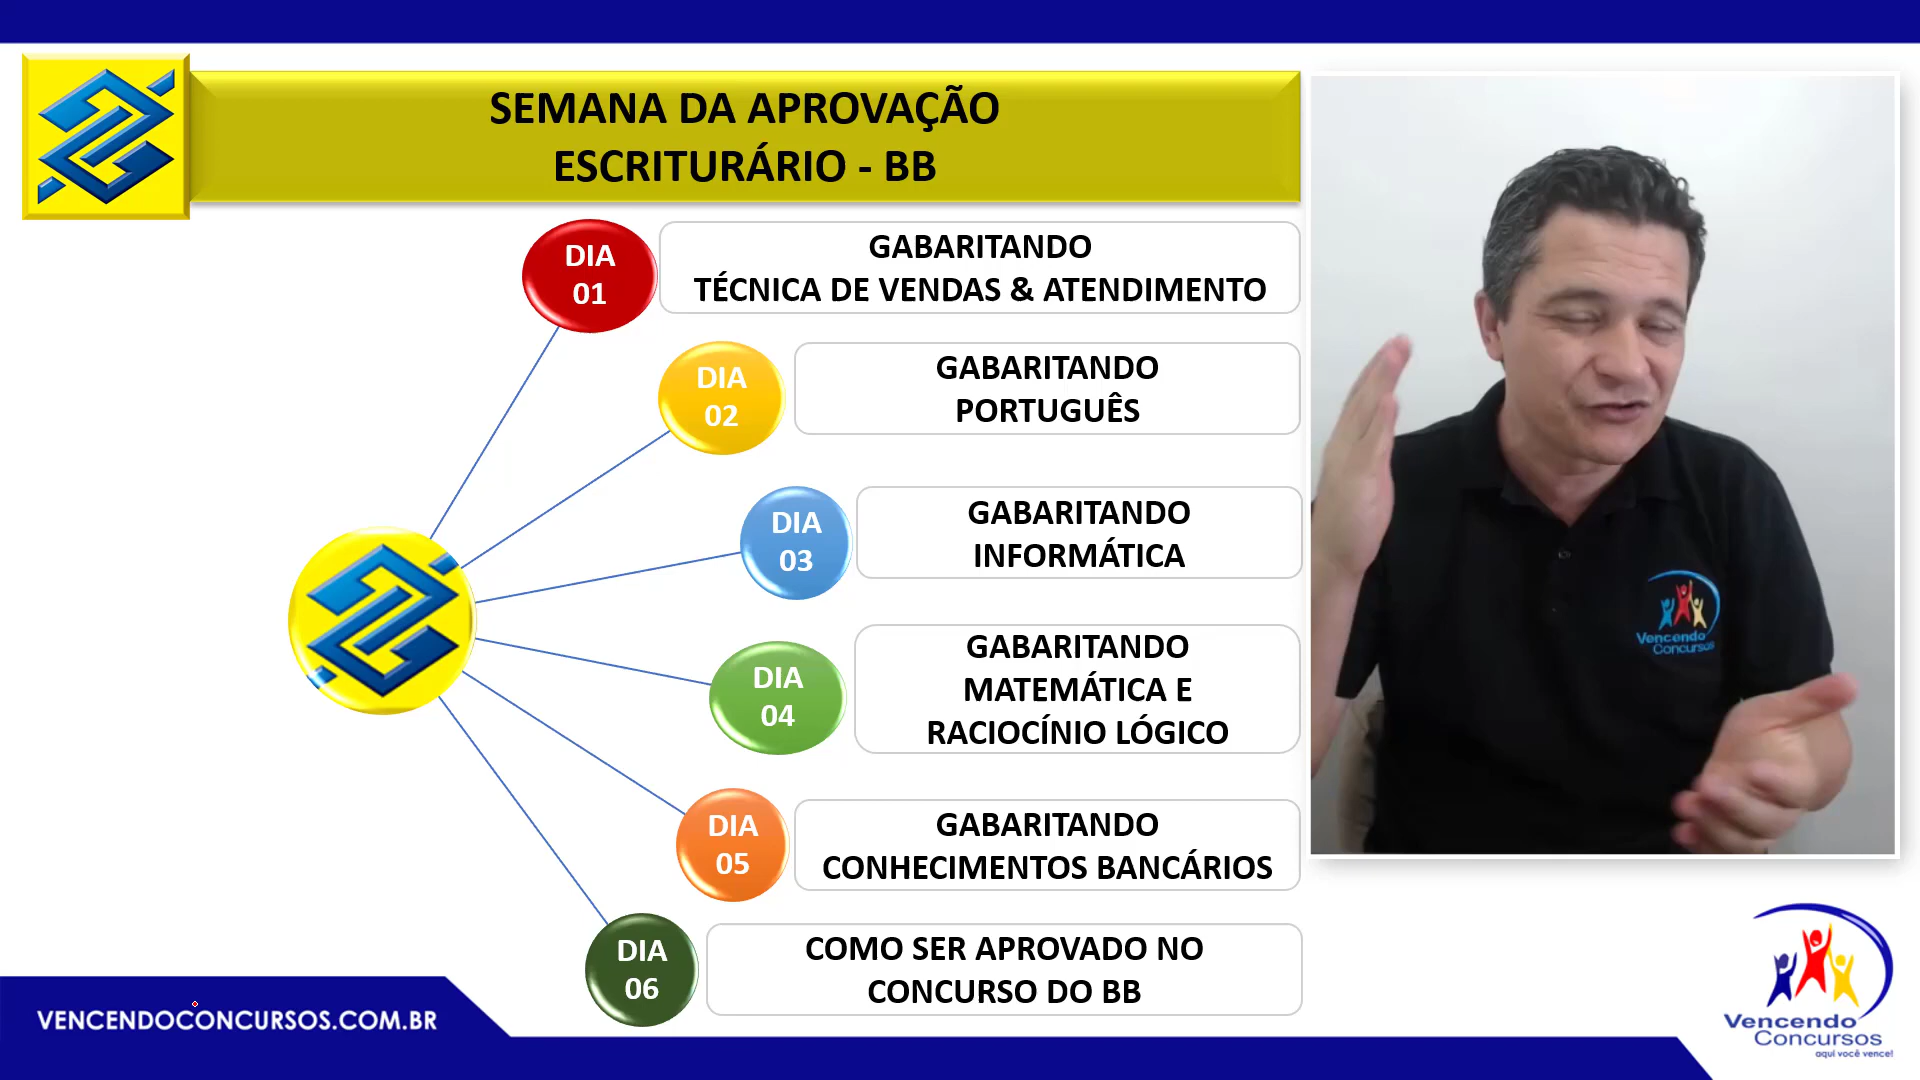 SEMANA DA APROVAÇÃO
ESCRITURÁRIO - BB
DIA
01
GABARITANDO
TÉCNICA DE VENDAS & ATENDIMENTO
DIA
02
GABARITANDO
PORTUGUÊS
DIA
03
GABARITANDO
INFORMÁTICA
DIA
04
GABARITANDO
MATEMÁTICA E
RACIOCÍNIO LÓGICO
DIA
05
GABARITANDO
CONHECIMENTOS BANCÁRIOS
DIA
06
COMO SER APROVADO NO
CONCURSO DO BB
Vencendo
Concursos
VENCENDOCONCURSOS.COM.BR
Vencendo
Concursos
aqui você vence!